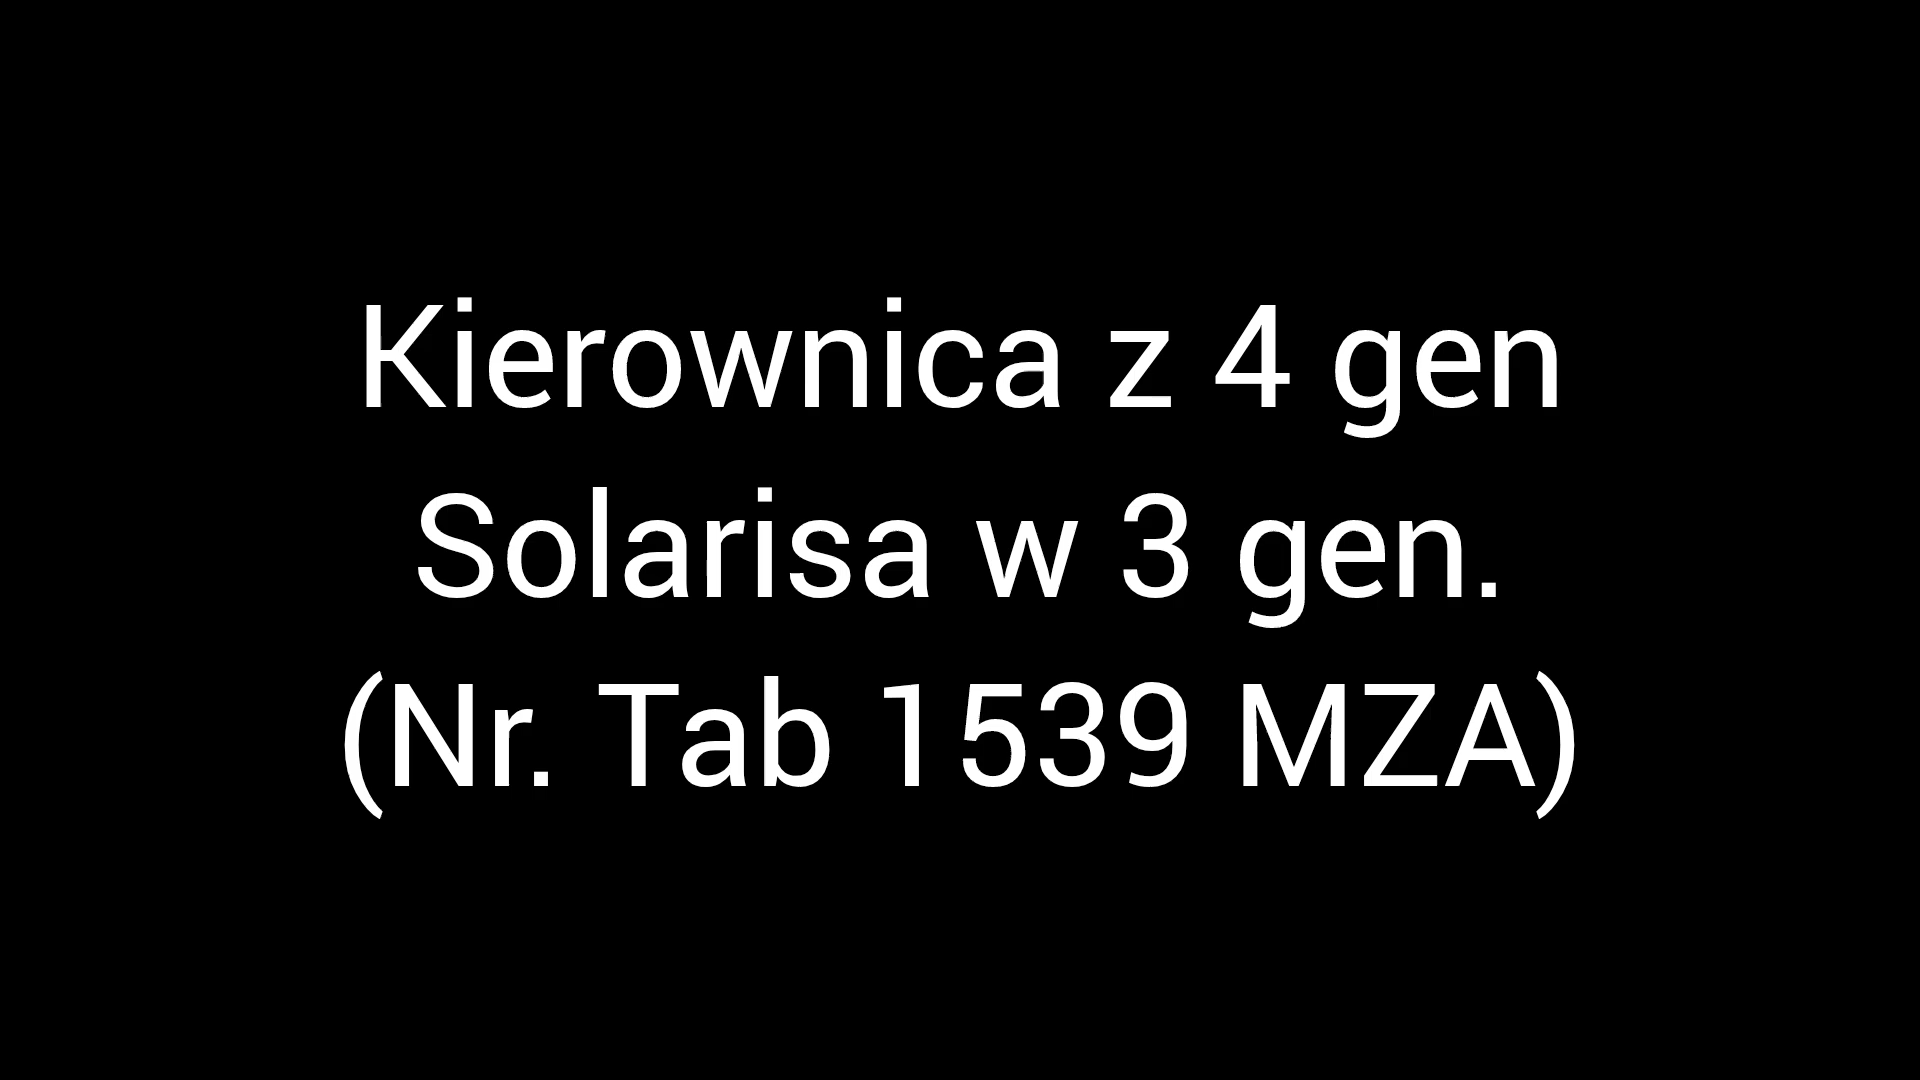 Kierownica z 4 gen
Solarisa w 3 gen.
(Nr. Tab 1539 MZA)